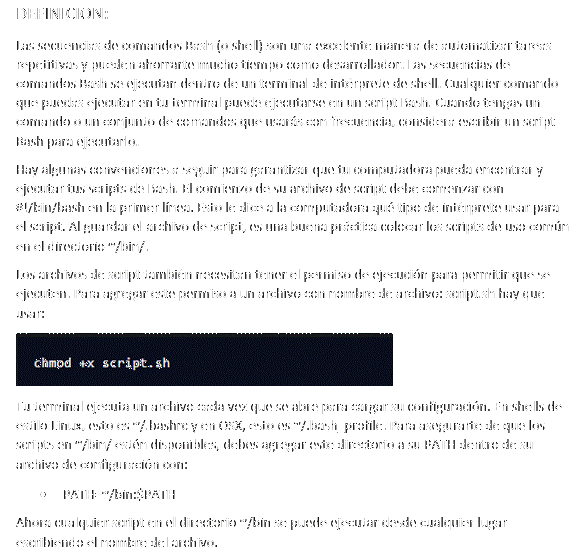 DEFINICION:
Las secuencias de comandos Bash (o shell) son una excelente manera de automatizar tareas
repetitivas y pueden ahorrarte mucho tiempo como desarrollador. Las secuencias de
comandos Bash se ejecutan dentro de un terminal de intérprete de shell. Cualquier comando
que puedas ejecutar en tu terminal puede ejecutarse en un script Bash. Cuando tengas un
comando o un conjunto de comandos que usarás con frecuencia, considera escribir un script
Bash para ejecutarlo.
Hay algunas convenciones a seguir para garantizar que tu computadora pueda encontrar y
ejecutar tus scripts de Bash. El comienzo de su archivo de script debe comenzar con
#!/bin/bash en la primer línea. Esto le dice a la computadora qué tipo de intérprete usar para
el script. Al guardar el archivo de script, es una buena práctica colocar los scripts de uso común
en el directorio ~/bin/.
Los archivos de script también necesitan tener el permiso de ejecución para permitir que se
ejecuten. Para agregar este permiso a un archivo con nombre de archivo: script.sh hay que
usar:
chmod +x script.sh
Tu terminal ejecuta un archivo cada vez que se abre para cargar su configuración. En shells de
estilo Linux, esto es ~/.bashrc y en OSX, esto es ~/.bash_profile. Para asegurarte de que los
scripts en ~/bin/ estén disponibles, debes agregar este directorio a su PATH dentro de su
archivo de configuración con:
○ PATH=~/bin:$PATH
Ahora cualquier script en el directorio ~/bin se puede ejecutar desde cualquier lugar
escribiendo el nombre del archivo.